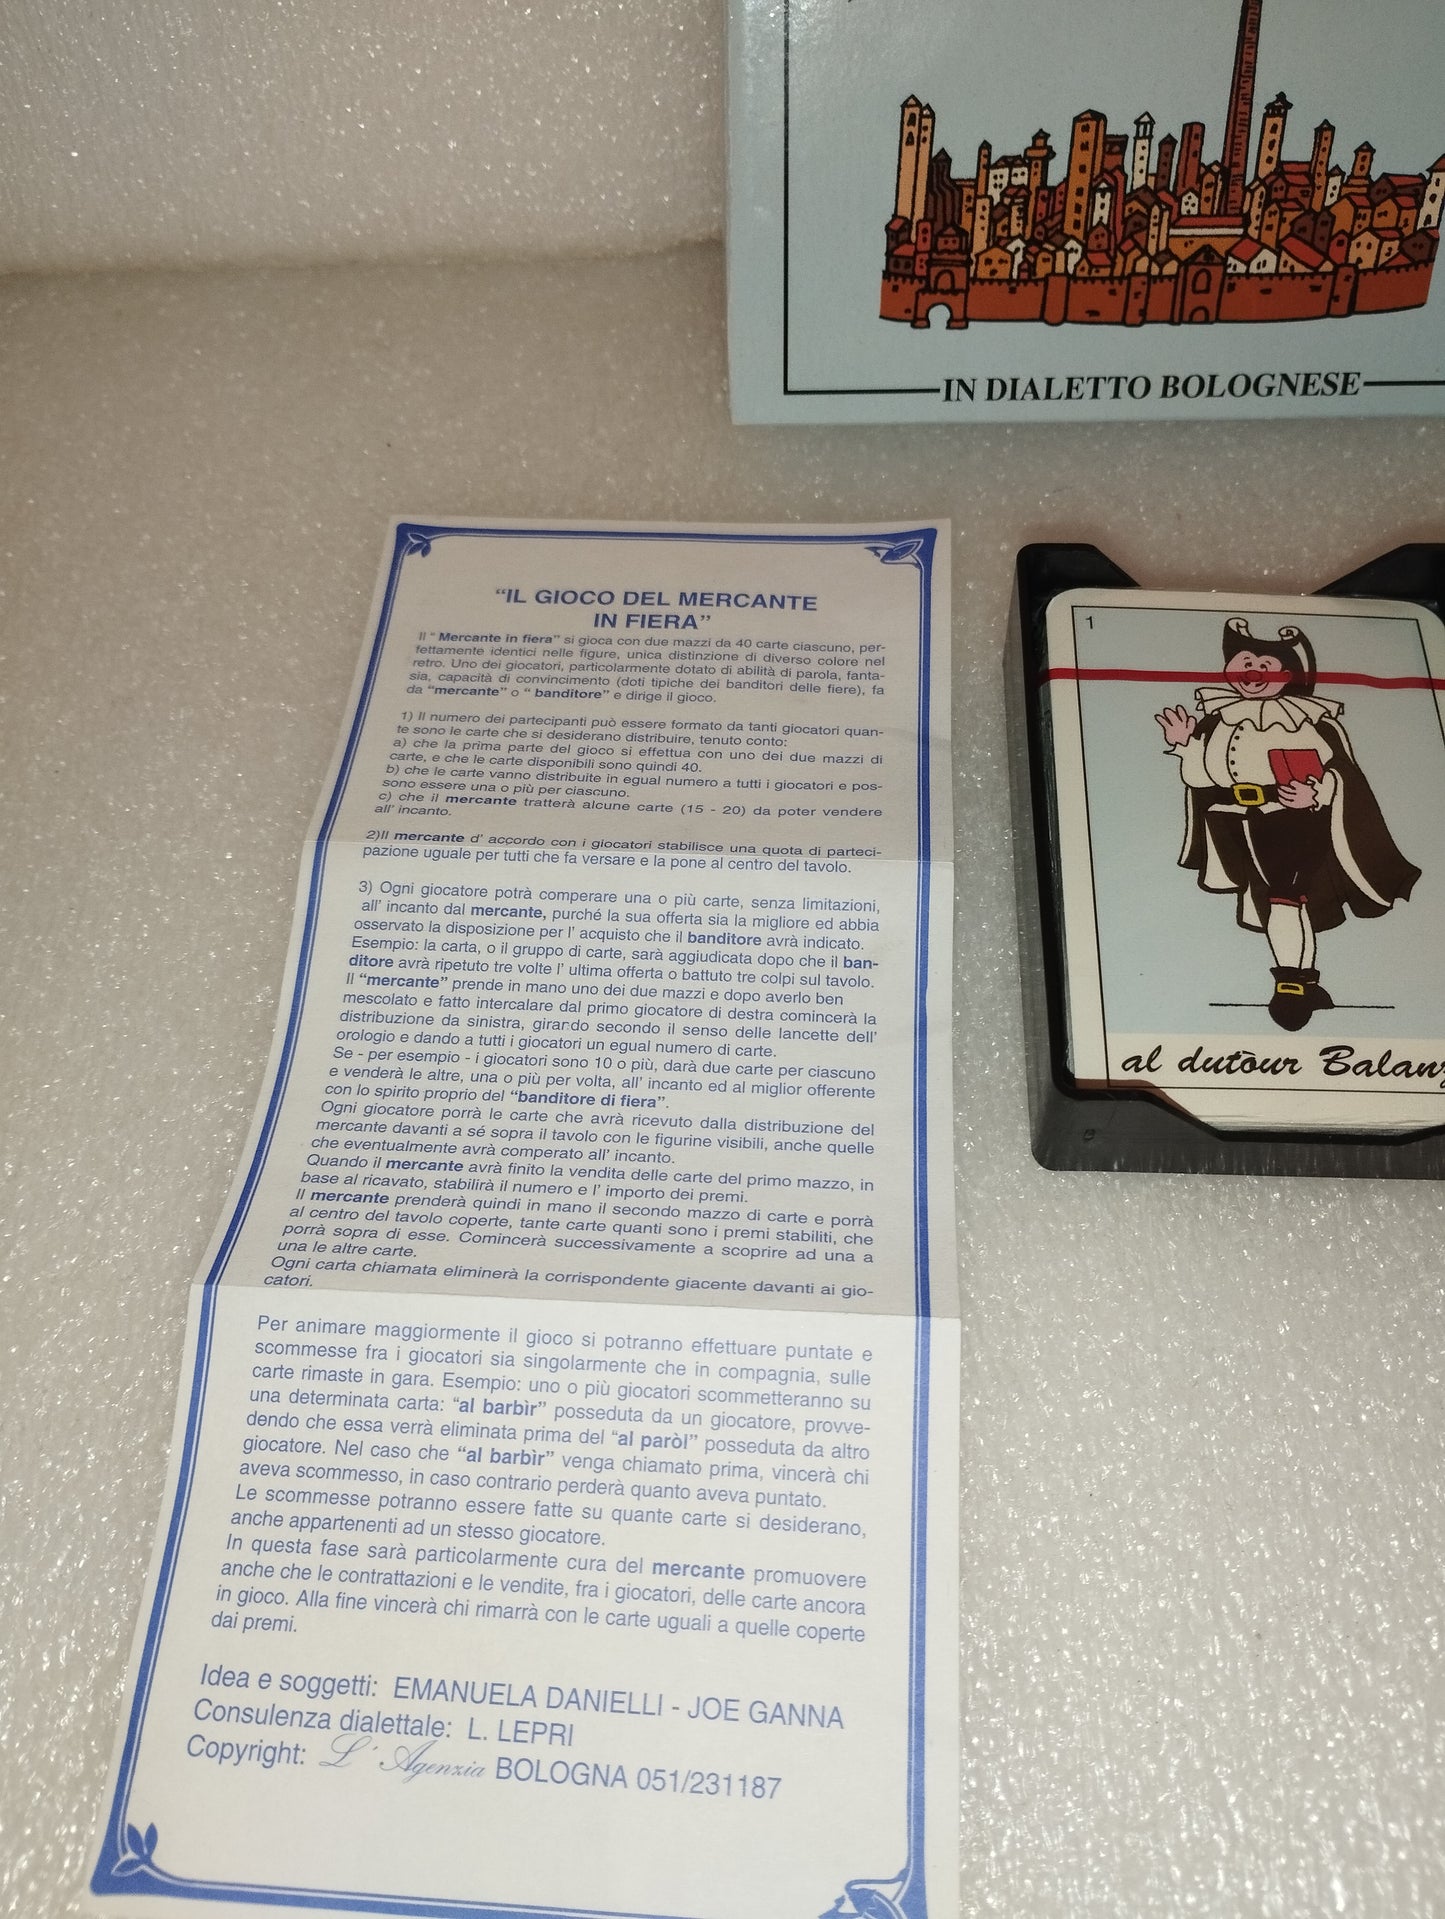 IN DIALETTO BOLOGNESE
“IL GIOCO DEL MERCANTE
IN FIERA”
Il “ Mercante in fiera” si gioca con due mazzi da 40 carte ciascuno, per-
fettamente identici nelle figure, unica distinzione di diverso colore nel
retro. Uno dei giocatori, particolarmente dotato di abilità di parola, fanta-
sia, capacità di convincimento (doti tipiche dei banditori delle fiere), fa
da “mercante” o “ banditore” e dirige il gioco.
1) Il numero dei partecipanti può essere formato da tanti giocatori quan-
te sono le carte che si desiderano distribuire, tenuto conto:
a) che la prima parte del gioco si effettua con uno dei due mazzi di
carte, e che le carte disponibili sono quindi 40.
b) che le carte vanno distribuite in egual numero a tutti i giocatori e pos-
sono essere una o più per ciascuno.
c) che il mercante tratterà alcune carte (15 - 20) da poter vendere
all' incanto.
2)Il mercante d' accordo con i giocatori stabilisce una quota di parteci-
pazione uguale per tutti che fa versare e la pone al centro del tavolo.
3) Ogni giocatore potrà comperare una o più carte, senza limitazioni,
all' incanto dal mercante, purché la sua offerta sia la migliore ed abbia
osservato la disposizione per l' acquisto che il banditore avrà indicato.
Esempio: la carta, o il gruppo di carte, sarà aggiudicata dopo che il ban-
ditore avrà ripetuto tre volte l' ultima offerta o battuto tre colpi sul tavolo.
Il “mercante” prende in mano uno dei due mazzi e dopo averlo ben
mescolato e fatto intercalare dal primo giocatore di destra comincerà la
distribuzione da sinistra, girando secondo il senso delle lancette dell'
orologio e dando a tutti i giocatori un egual numero di carte.
Se - per esempio - i giocatori sono 10 o più, darà due carte per ciascuno
e venderà le altre, una o più per volta, all' incanto ed al miglior offerente
con lo spirito proprio del “banditore di fiera”.
Ogni giocatore porrà le carte che avrà ricevuto dalla distribuzione del
mercante davanti a sé sopra il tavolo con le figurine visibili, anche quelle
che eventualmente avrà comperato all' incanto.
Quando il mercante avrà finito la vendita delle carte del primo mazzo, in
base al ricavato, stabilirà il numero e l' importo dei premi.
Il mercante prenderà quindi in mano il secondo mazzo di carte e porrà
al centro del tavolo coperte, tante carte quanti sono i premi stabiliti, che
porrà sopra di esse. Comincerà successivamente a scoprire ad una a
una le altre carte.
Ogni carta chiamata eliminerà la corrispondente giacente davanti ai gio-
catori.
Per animare maggiormente il gioco si potranno effettuare puntate e
scommesse fra i giocatori sia singolarmente che in compagnia, sulle
carte rimaste in gara. Esempio: uno o più giocatori scommetteranno su
una determinata carta: “al barbìr” posseduta da un giocatore, provve-
dendo che essa verrà eliminata prima del “al paròl” posseduta da altro
giocatore. Nel caso che “al barbìr” venga chiamato prima, vincerà chi
aveva scommesso, in caso contrario perderà quanto aveva puntato.
Le scommesse potranno essere fatte su quante carte si desiderano,
anche appartenenti ad un stesso giocatore.
In questa fase sarà particolarmente cura del mercante promuovere
anche che le contrattazioni e le vendite, fra i giocatori, delle carte ancora
in gioco. Alla fine vincerà chi rimarrà con le carte uguali a quelle coperte
dai premi.
Idea e soggetti: EMANUELA DANIELLI - JOE GANNA
Consulenza dialettale: L. LEPRI
Copyright: L' Agenzia BOLOGNA 051/231187
1
al dutòur Balanz